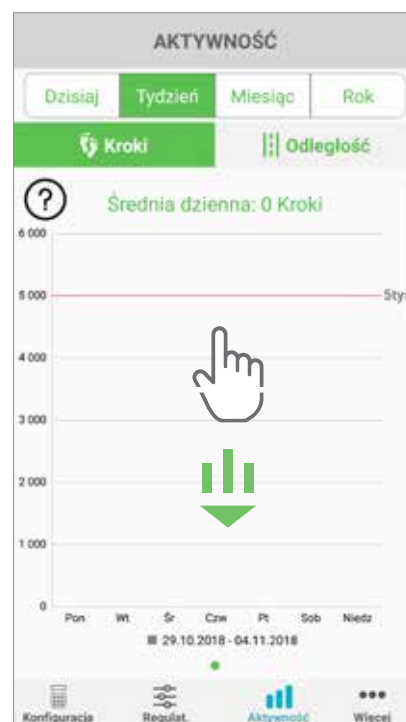 AKTYWNOŚĆ
Dzisiaj Tydzień Miesiąc Rok
Kroki Odległość
? Średnia dzienna: 0 Kroki
6 000
5 000 5tys
4 000
3 000
2 000
1 000
0
Pon Wt Śr Czw Pt Sob Niedz
29.10.2018 - 04.11.2018
Konfiguracja Regulat. Aktywność Więcej